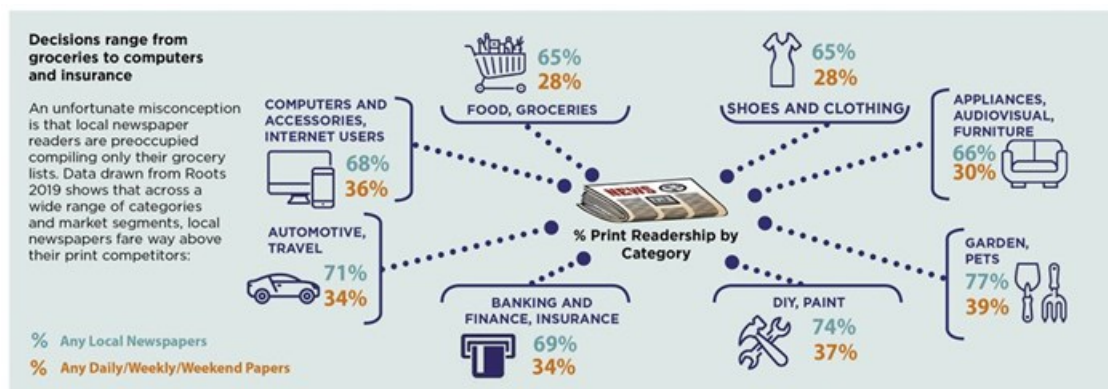 Decisions range from
groceries to computers
and insurance
An unfortunate misconception
is that local newspaper
readers are preoccupied
compiling only their grocery
lists. Data drawn from Roots
2019 shows that across a
wide range of categories
and market segments, local
newspapers fare way above
their print competitors:
65%
28%
FOOD, GROCERIES
65%
28%
SHOES AND CLOTHING
COMPUTERS AND
ACCESSORIES,
INTERNET USERS
68%
36%
APPLIANCES,
AUDIOVISUAL,
FURNITURE
66%
30%
NEWS
% Print Readership by
Category
AUTOMOTIVE,
TRAVEL
71%
34%
GARDEN,
PETS
77%
39%
BANKING AND
FINANCE, INSURANCE
69%
34%
DIY, PAINT
74%
37%
% Any Local Newspapers
% Any Daily/Weekly/Weekend Papers